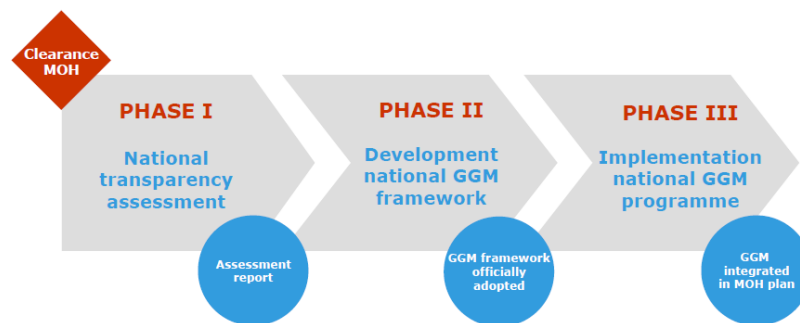 Clearance
MOH
PHASE I
National
transparency
assessment
Assessment
report
PHASE II
Development
national GGM
framework
GGM framework
officially
adopted
PHASE III
Implementation
national GGM
programme
GGM
integrated
in MOH plan